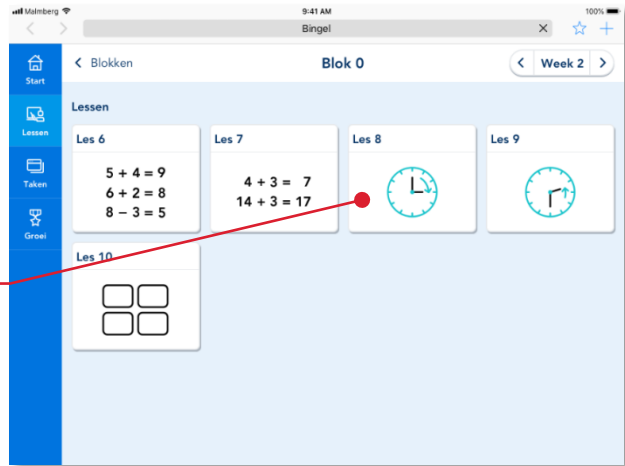 Malmberg 9:41 AM 100%
Bingel
Start
Lessen
Taken
Groei
Blokken Blok 0 Week 2
Lessen
Les 6
5 + 4 = 9
6 + 2 = 8
8 − 3 = 5
Les 7
4 + 3 = 7
14 + 3 = 17
Les 8
Les 9
Les 10